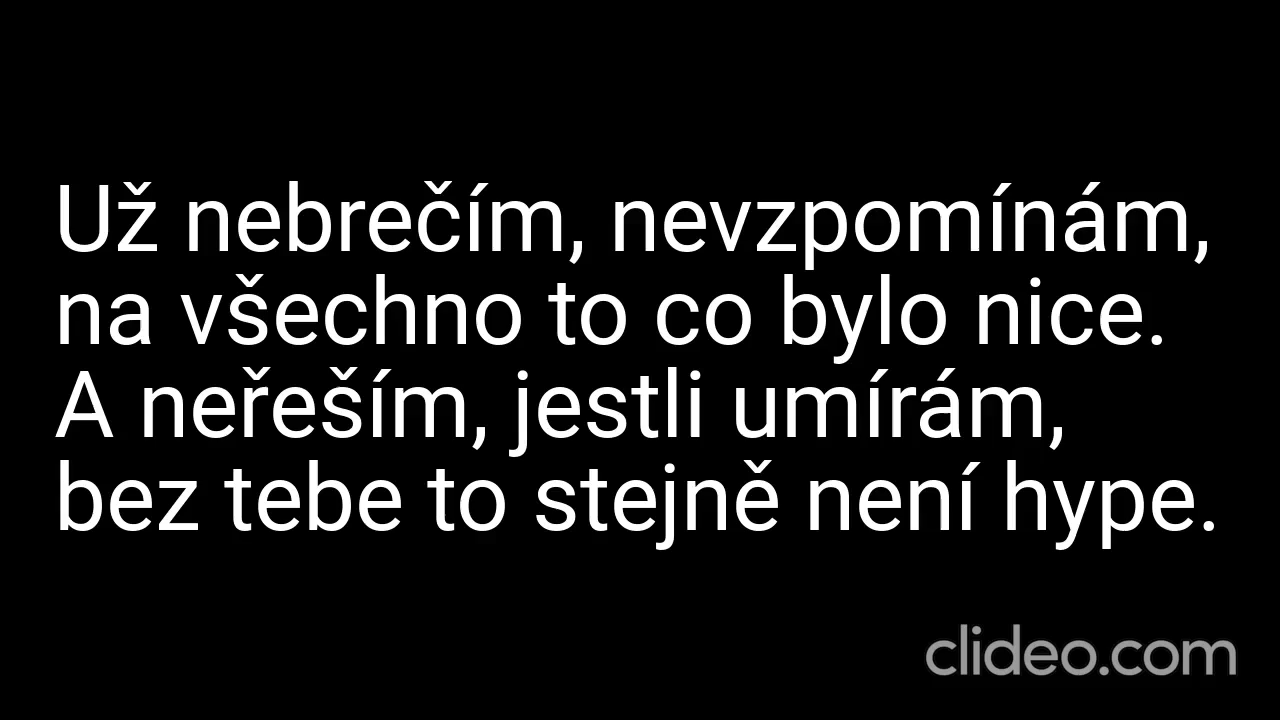 Už nebrečím, nevzpomínám,
na všechno to co bylo nice.
A neřeším, jestli umírám,
bez tebe to stejně není hype.
clideo.com